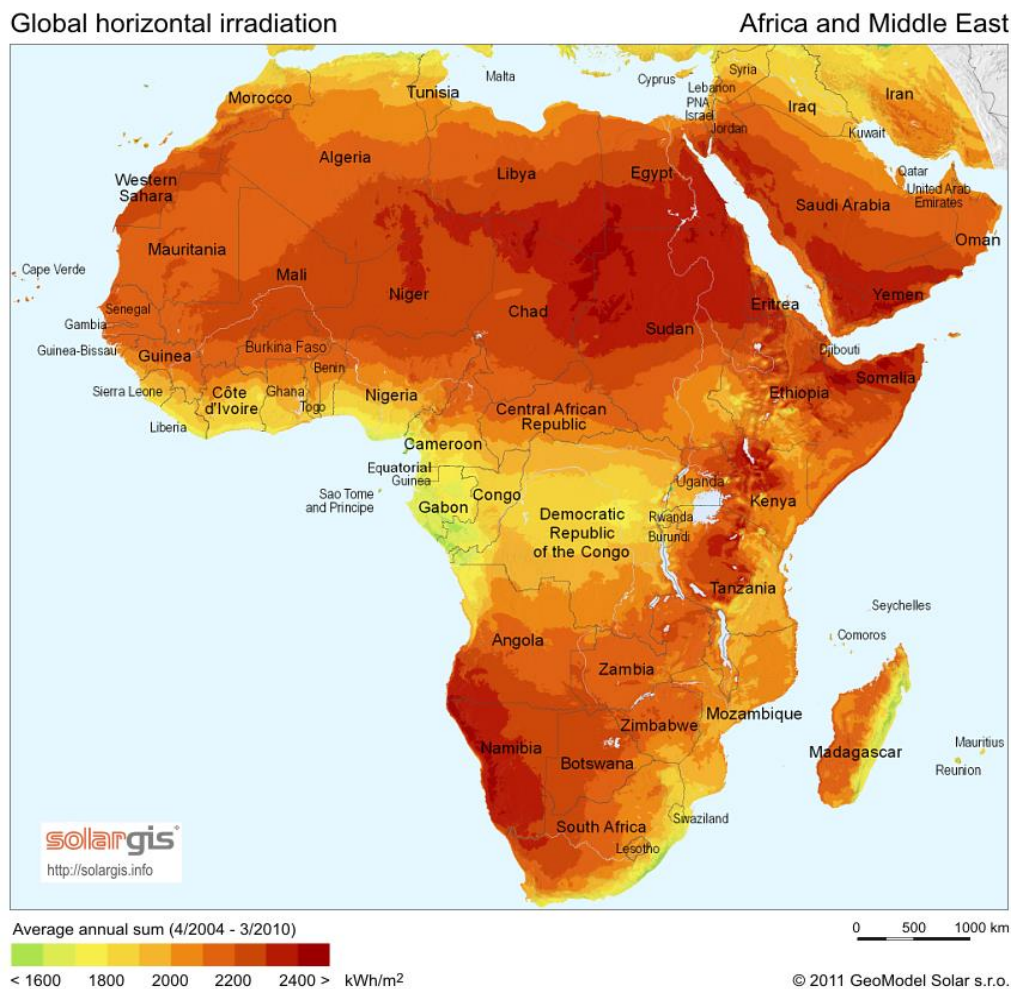 Global horizontal irradiation
Africa and Middle East
Malta
Cyprus
Syria
Lebanon
PNA
Israel
Jordan
Iraq
Iran
Kuwait
Morocco
Tunisia
Algeria
Libya
Egypt
Qatar
United Arab
Emirates
Saudi Arabia
Oman
Western
Sahara
Mauritania
Mali
Niger
Chad
Sudan
Eritrea
Yemen
Cape Verde
Senegal
Gambia
Guinea-Bissau
Guinea
Burkina Faso
Benin
Djibouti
Somalia
Ethiopia
Sierra Leone
Côte
d'Ivoire
Ghana
Togo
Nigeria
Liberia
Central African
Republic
Cameroon
Equatorial
Guinea
Sao Tome
and Principe
Gabon
Congo
Democratic
Republic
of the Congo
Uganda
Kenya
Rwanda
Burundi
Tanzania
Seychelles
Comoros
Angola
Zambia
Mozambique
Zimbabwe
Namibia
Botswana
Madagascar
Mauritius
Reunion
South Africa
Swaziland
Lesotho
solargis
http://solargis.info
Average annual sum (4/2004 - 3/2010)
< 1600 1800 2000 2200 2400 > kWh/m²
0 500 1000 km
© 2011 GeoModel Solar s.r.o.